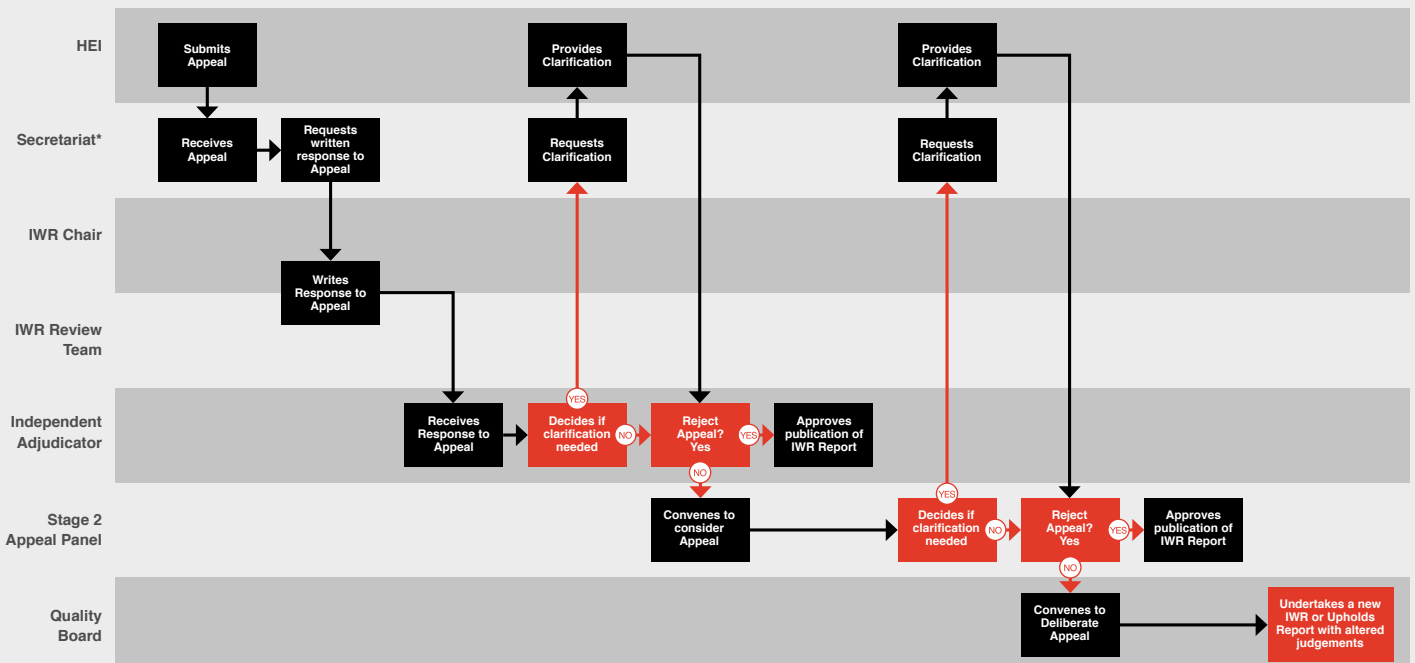 HEI
Submits
Appeal
Provides
Clarification
Provides
Clarification
Secretariat*
Receives
Appeal
Requests
written
response to
Appeal
Requests
Clarification
Requests
Clarification
IWR Chair
Writes
Response to
Appeal
IWR Review
Team
Independent
Adjudicator
Receives
Response to
Appeal
YES
Decides if
clarification
needed
NO
Reject
Appeal?
Yes
YES
Approves
publication of
IWR Report
NO
Stage 2
Appeal Panel
Convenes to
consider
Appeal
YES
Decides if
clarification
needed
NO
Reject
Appeal?
Yes
YES
Approves
publication of
IWR Report
NO
Quality
Board
Convenes to
Deliberate
Appeal
Undertakes a new
IWR or Upholds
Report with altered
judgements